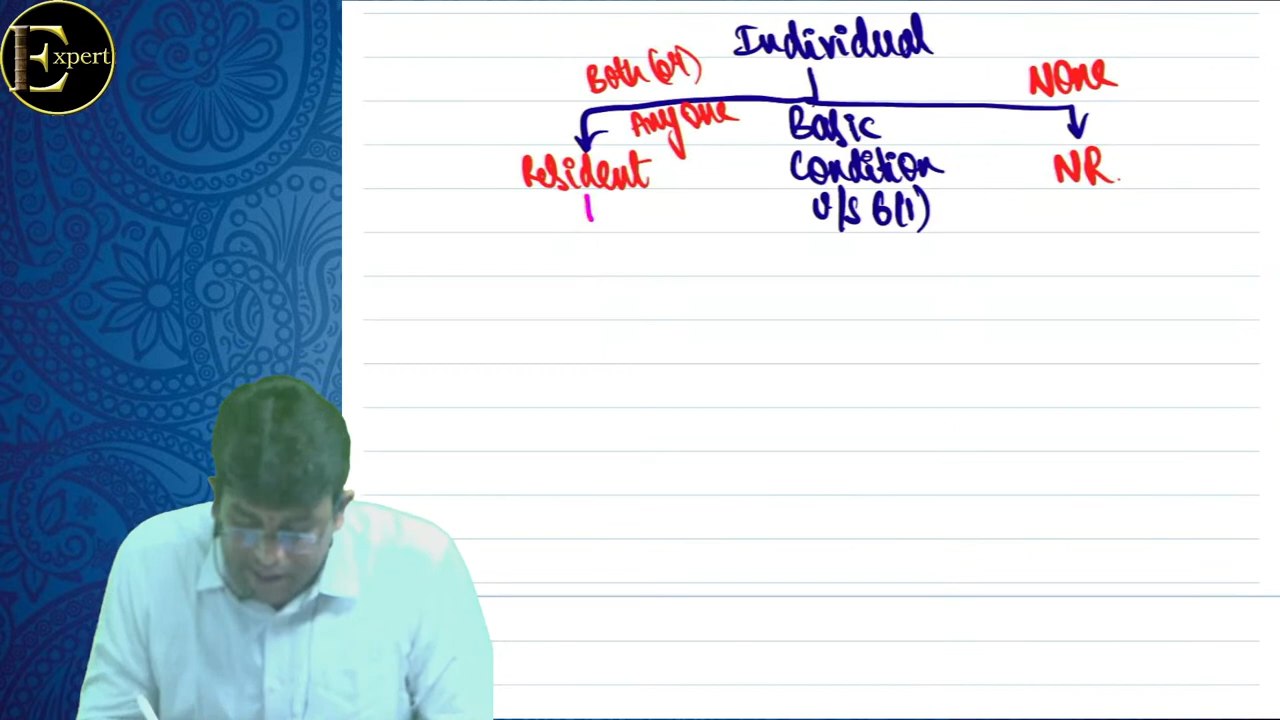 Expert
Individual
Both (or)
Anyone
None
Basic
Condition
u/s 6(1)
Resident
NR.